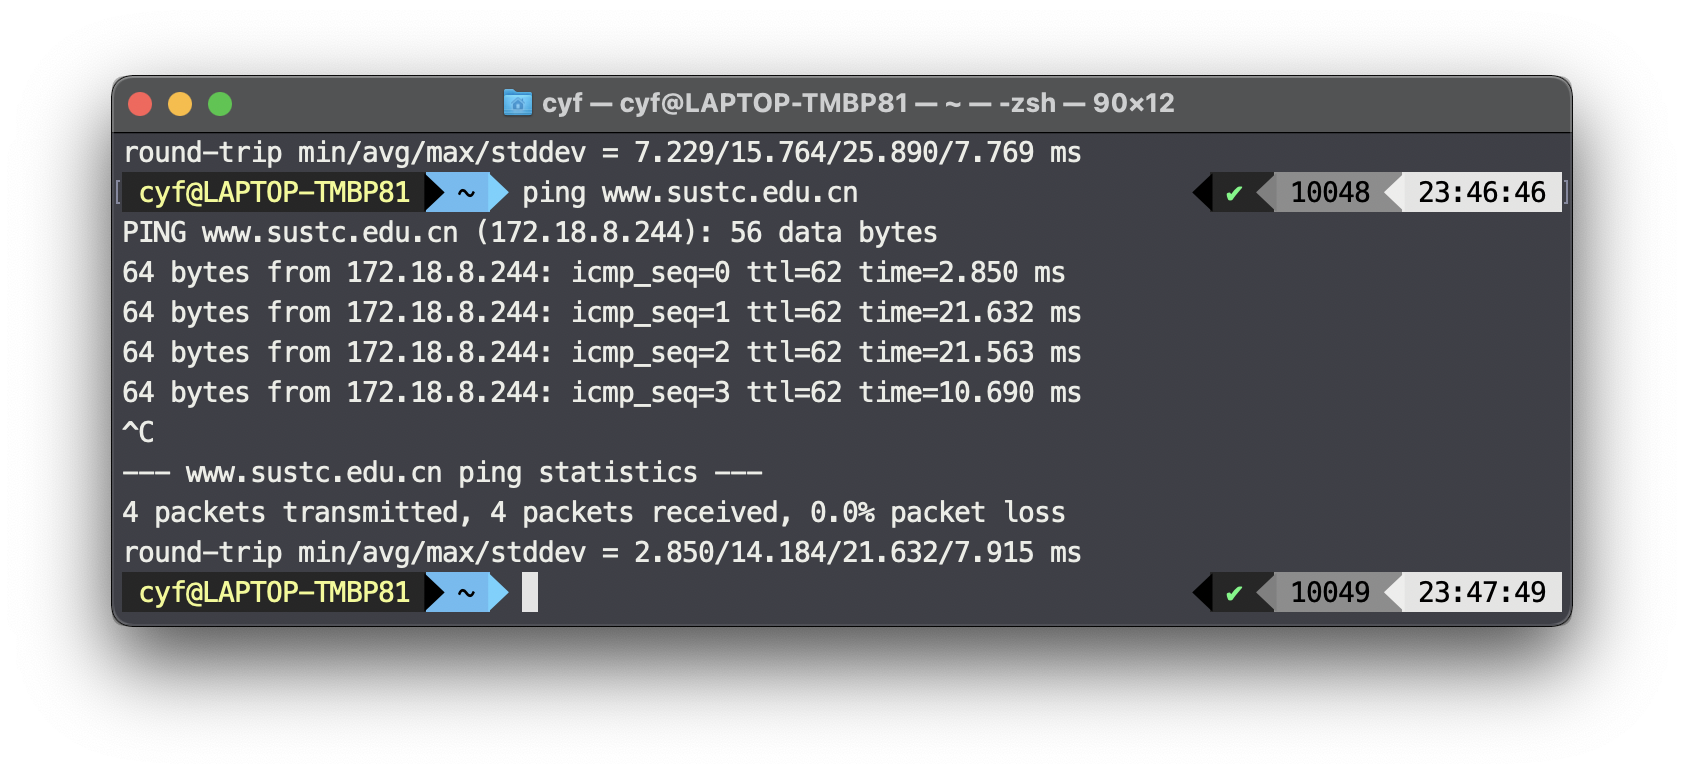 cyf — cyf@LAPTOP-TMBP81 — ~ — -zsh — 90×12
round-trip min/avg/max/stddev = 7.229/15.764/25.890/7.769 ms
[ cyf@LAPTOP-TMBP81 ~ ping www.sustc.edu.cn ✔ 10048 23:46:46 ]
PING www.sustc.edu.cn (172.18.8.244): 56 data bytes
64 bytes from 172.18.8.244: icmp_seq=0 ttl=62 time=2.850 ms
64 bytes from 172.18.8.244: icmp_seq=1 ttl=62 time=21.632 ms
64 bytes from 172.18.8.244: icmp_seq=2 ttl=62 time=21.563 ms
64 bytes from 172.18.8.244: icmp_seq=3 ttl=62 time=10.690 ms
^C
--- www.sustc.edu.cn ping statistics ---
4 packets transmitted, 4 packets received, 0.0% packet loss
round-trip min/avg/max/stddev = 2.850/14.184/21.632/7.915 ms
cyf@LAPTOP-TMBP81 ~ ✔ 10049 23:47:49